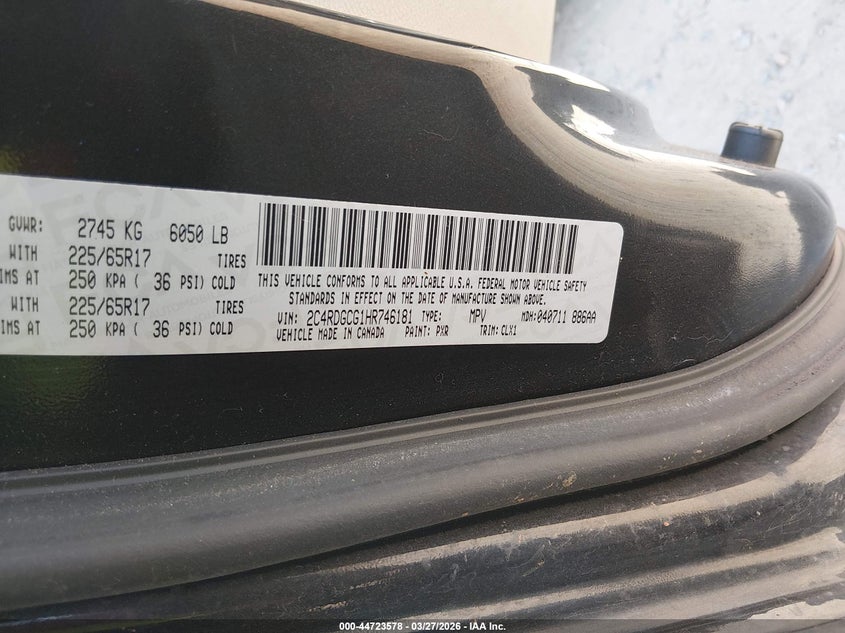 GVWR: 2745 KG 6050 LB
WITH 225/65R17 TIRES
IMS AT 250 KPA ( 36 PSI) COLD
WITH 225/65R17 TIRES
IMS AT 250 KPA ( 36 PSI) COLD
THIS VEHICLE CONFORMS TO ALL APPLICABLE U.S.A. FEDERAL MOTOR VEHICLE SAFETY
STANDARDS IN EFFECT ON THE DATE OF MANUFACTURE SHOWN ABOVE.
VIN: 2C4RDGCG1HR746181 TYPE: MPV MDH: 040711 886AA
VEHICLE MADE IN CANADA PAINT: PXR TRIM: CLX1
000-44723578 - 03/27/2026 - IAA Inc.